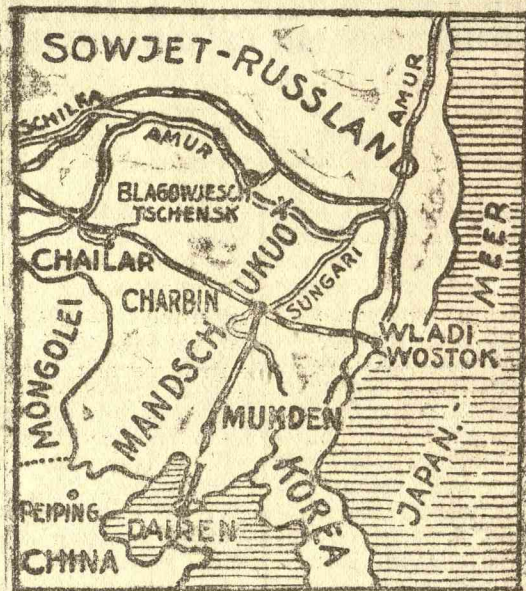 SOWJET-RUSSLAND
SCHILKA
AMUR
AMUR
BLAGOWJESCH
TSCHENSK
CHAILAR
MANDSCHUKUO
CHARBIN
SUNGARI
WLADI
WOSTOK
MONGOLEI
MUKDEN
KOREA
JAPAN. MEER
PEIPING
DAIREN
CHINA